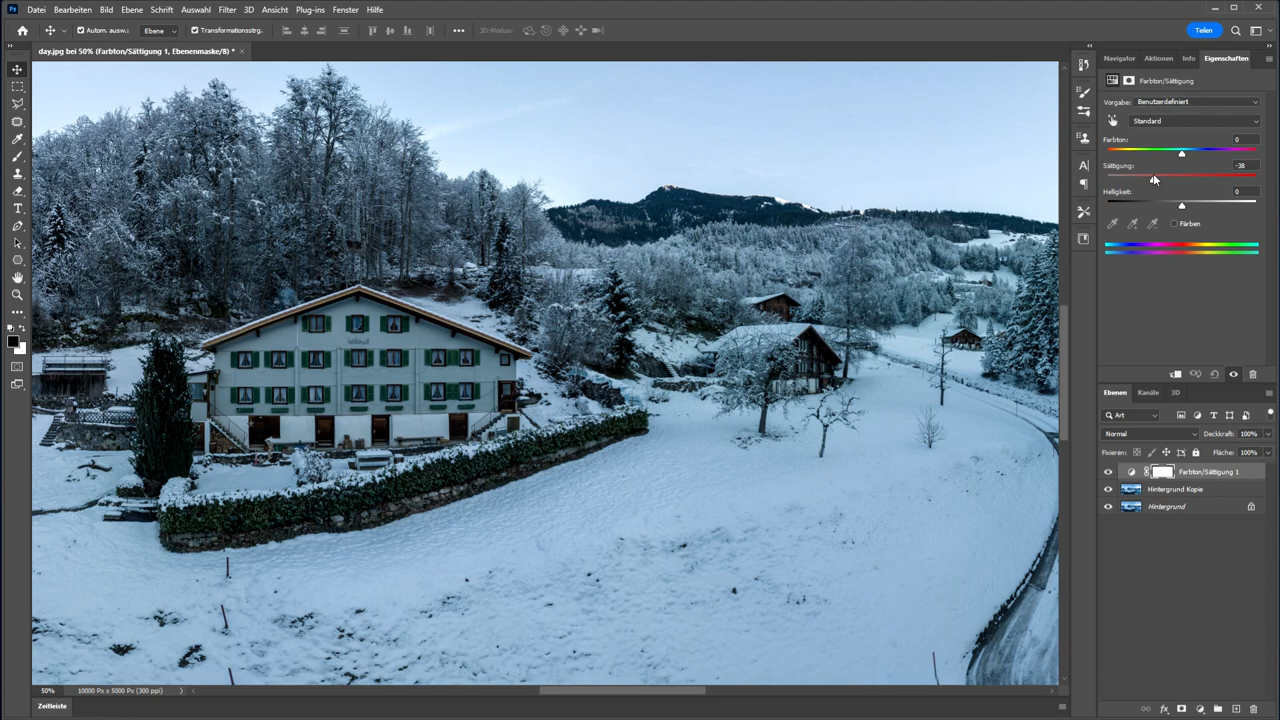 Ps Datei Bearbeiten Bild Ebene Schrift Auswahl Filter 3D Ansicht Plug-ins Fenster Hilfe
Autom. ausw.: Ebene Transformationsstrg. 3D-Modus: Teilen
day.jpg bei 50% (Farbton/Sättigung 1, Ebenenmaske/8) *
Navigator Aktionen Info Eigenschaften
Farbton/Sättigung
Vorgabe: Benutzerdefiniert
Standard
Farbton: 0
Sättigung: -38
Helligkeit: 0
Färben
Ebenen Kanäle 3D
Art
Normal Deckkraft: 100%
Fixieren: Fläche: 100%
Farbton/Sättigung 1
Hintergrund Kopie
Hintergrund
50% 10000 Px x 5000 Px (300 ppi)
Zeitleiste